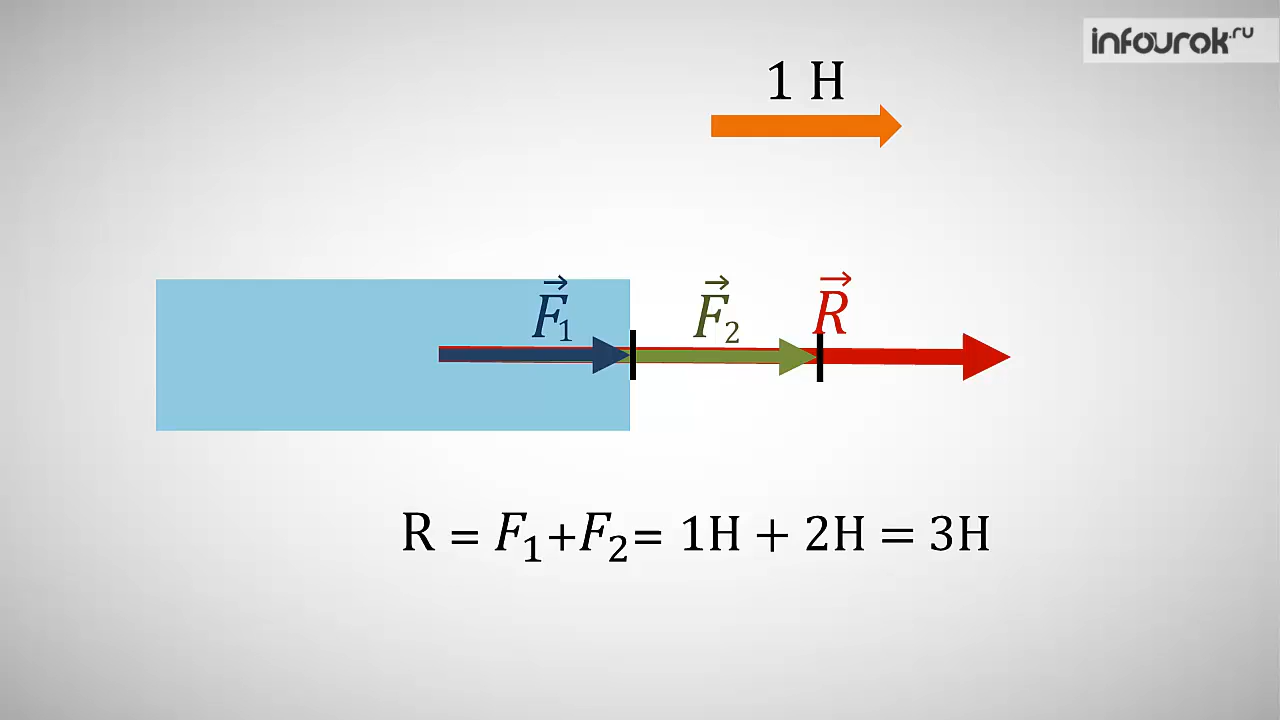 infourok.ru
1 Н
F⃗₁ F⃗₂ R⃗
R = F₁+F₂= 1Н + 2Н = 3Н